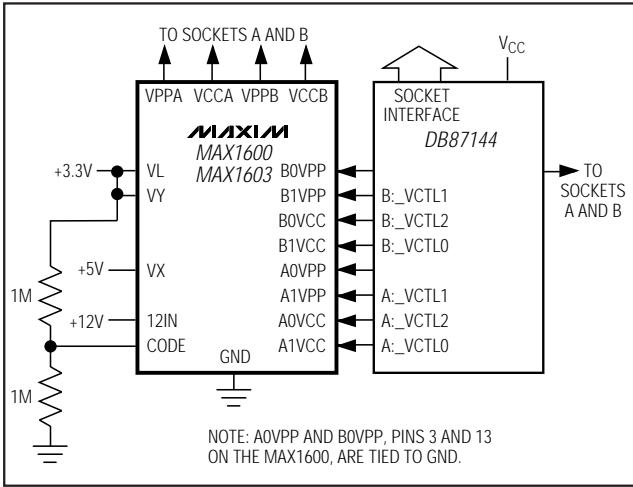 TO SOCKETS A AND B
VCC
VPPA VCCA VPPB VCCB
SOCKET
INTERFACE
DB87144
MAXIM
MAX1600
MAX1603
+3.3V
VL
VY
+5V
VX
+12V
12IN
CODE
GND
1M
1M
B0VPP
B1VPP
B0VCC
B1VCC
A0VPP
A1VPP
A0VCC
A1VCC
B:_VCTL1
B:_VCTL2
B:_VCTL0
A:_VCTL1
A:_VCTL2
A:_VCTL0
TO
SOCKETS
A AND B
NOTE: A0VPP AND B0VPP, PINS 3 AND 13
ON THE MAX1600, ARE TIED TO GND.